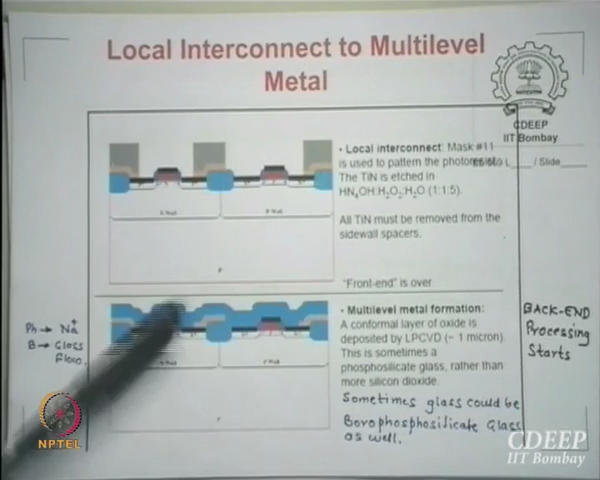 Local Interconnect to Multilevel
Metal
CDEEP
IIT Bombay
/ Slide
• Local interconnect: Mask #11
is used to pattern the photoresist.
The TiN is etched in
HN4OH:H2O2:H2O (1:1:5).
All TiN must be removed from the
sidewall spacers.
"Front-end" is over
• Multilevel metal formation:
A conformal layer of oxide is
deposited by LPCVD (~ 1 micron).
This is sometimes a
phosphosilicate glass, rather than
more silicon dioxide.
Sometimes glass could be
Borophosphosilicate Glass
as well.
BACK-END
Processing
Starts
Ph → Na+
B → Glass
Flow.
P
P
NPTEL
CDEEP
IIT Bombay